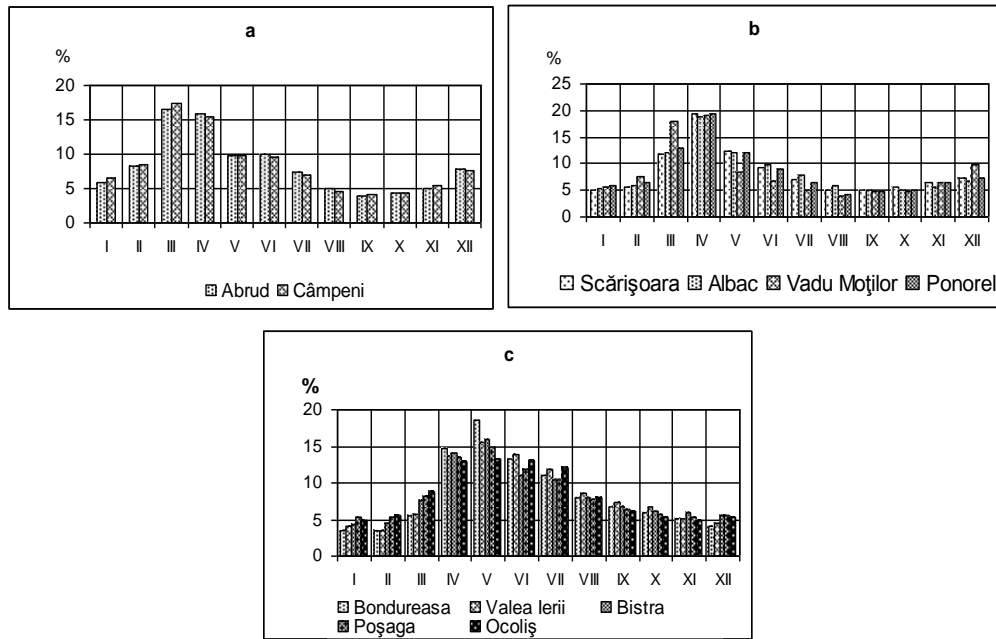 a
%
20
15
10
5
0
I II III IV V VI VII VIII IX X XI XII
Abrud Câmpeni
b
%
25
20
15
10
5
0
I II III IV V VI VII VIII IX X XI XII
Scărişoara Albac Vadu Moţilor Ponorel
c
%
20
15
10
5
0
I II III IV V VI VII VIII IX X XI XII
Bondureasa Valea Ierii Bistra
Poşaga Ocoliş